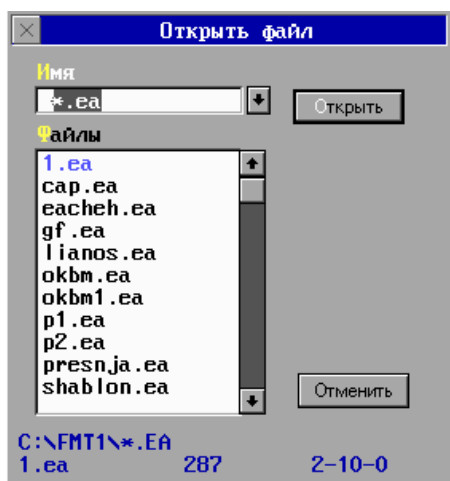 Открыть файл
Имя
*.ea
Открыть
Файлы
1.ea
cap.ea
eacheh.ea
gf.ea
lianos.ea
okbm.ea
okbm1.ea
p1.ea
p2.ea
presnja.ea
shablon.ea
Отменить
C:\FMT1\*.EA
1.ea 287 2-10-0